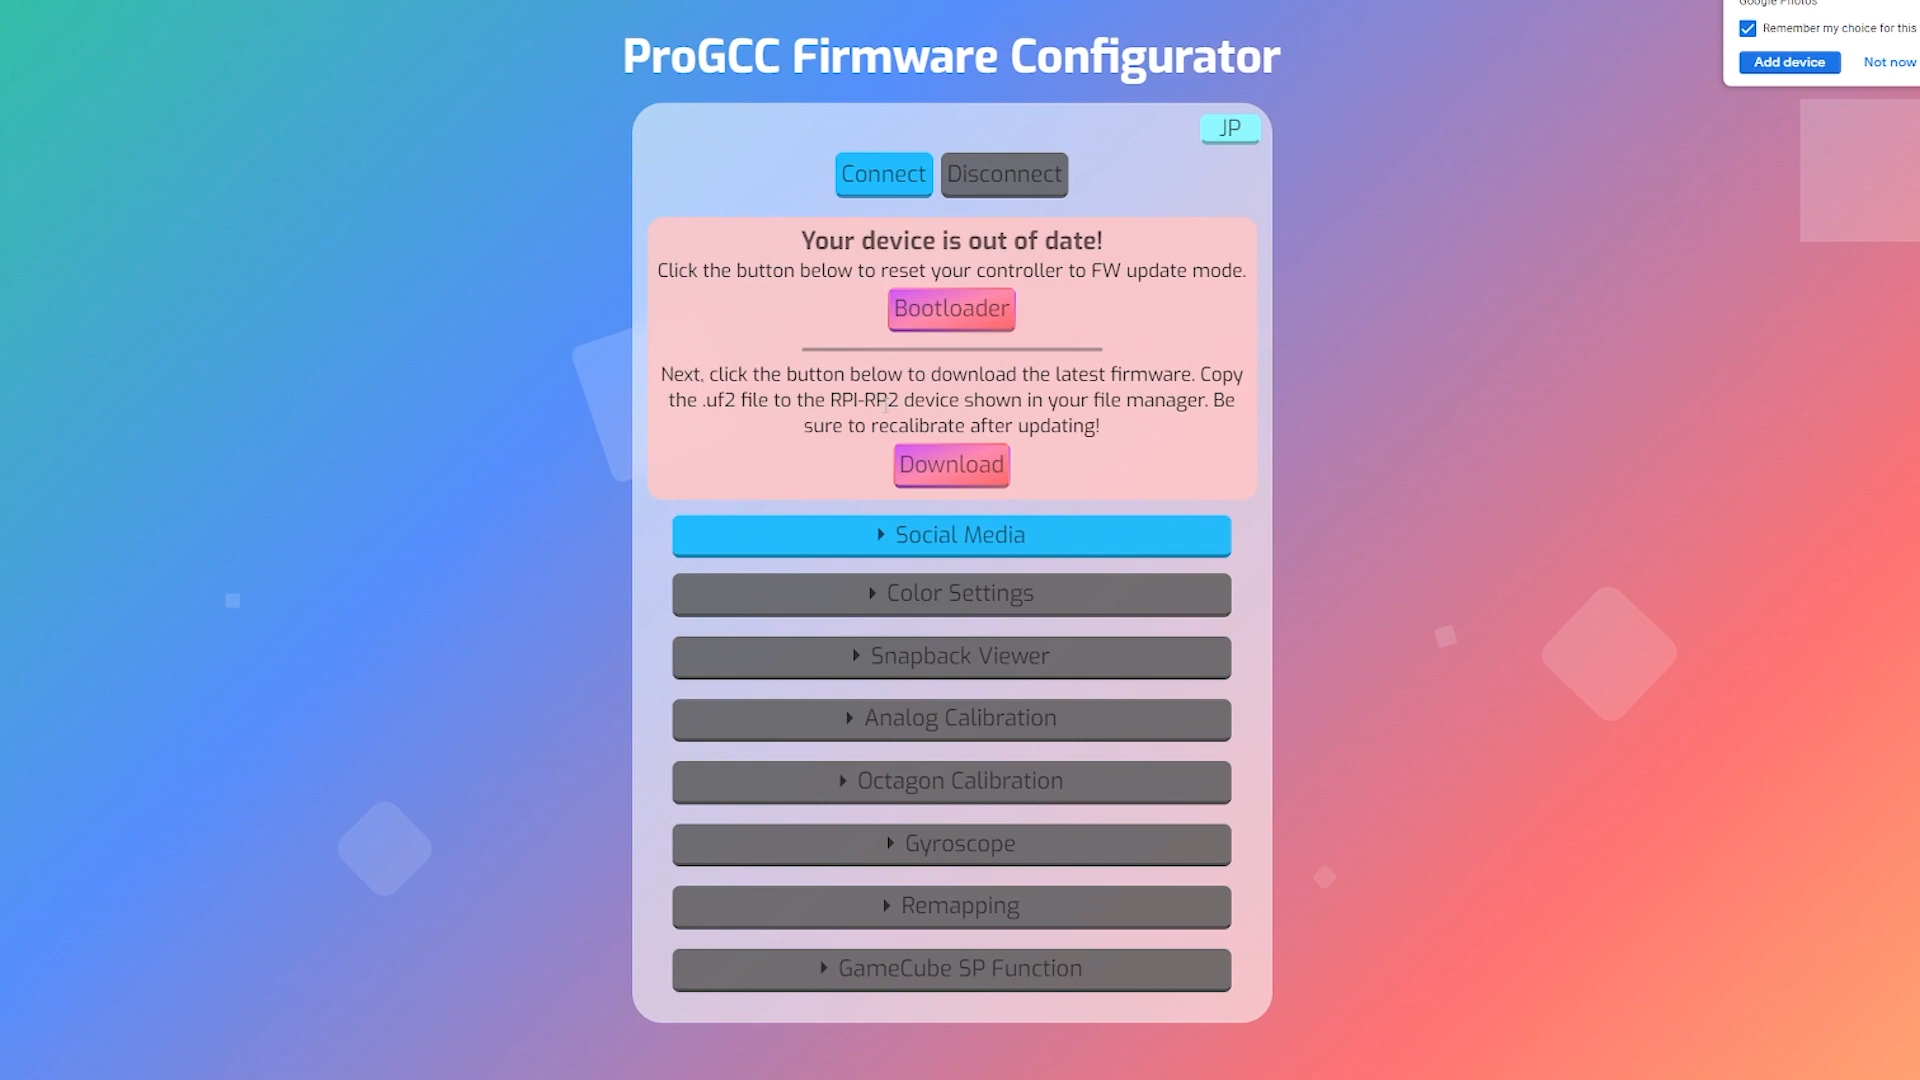 Google Photos
Remember my choice for this
Add device
Not now
ProGCC Firmware Configurator
JP
Connect
Disconnect
Your device is out of date!
Click the button below to reset your controller to FW update mode.
Bootloader
Next, click the button below to download the latest firmware. Copy
the .uf2 file to the RPI-RP2 device shown in your file manager. Be
sure to recalibrate after updating!
Download
Social Media
Color Settings
Snapback Viewer
Analog Calibration
Octagon Calibration
Gyroscope
Remapping
GameCube SP Function